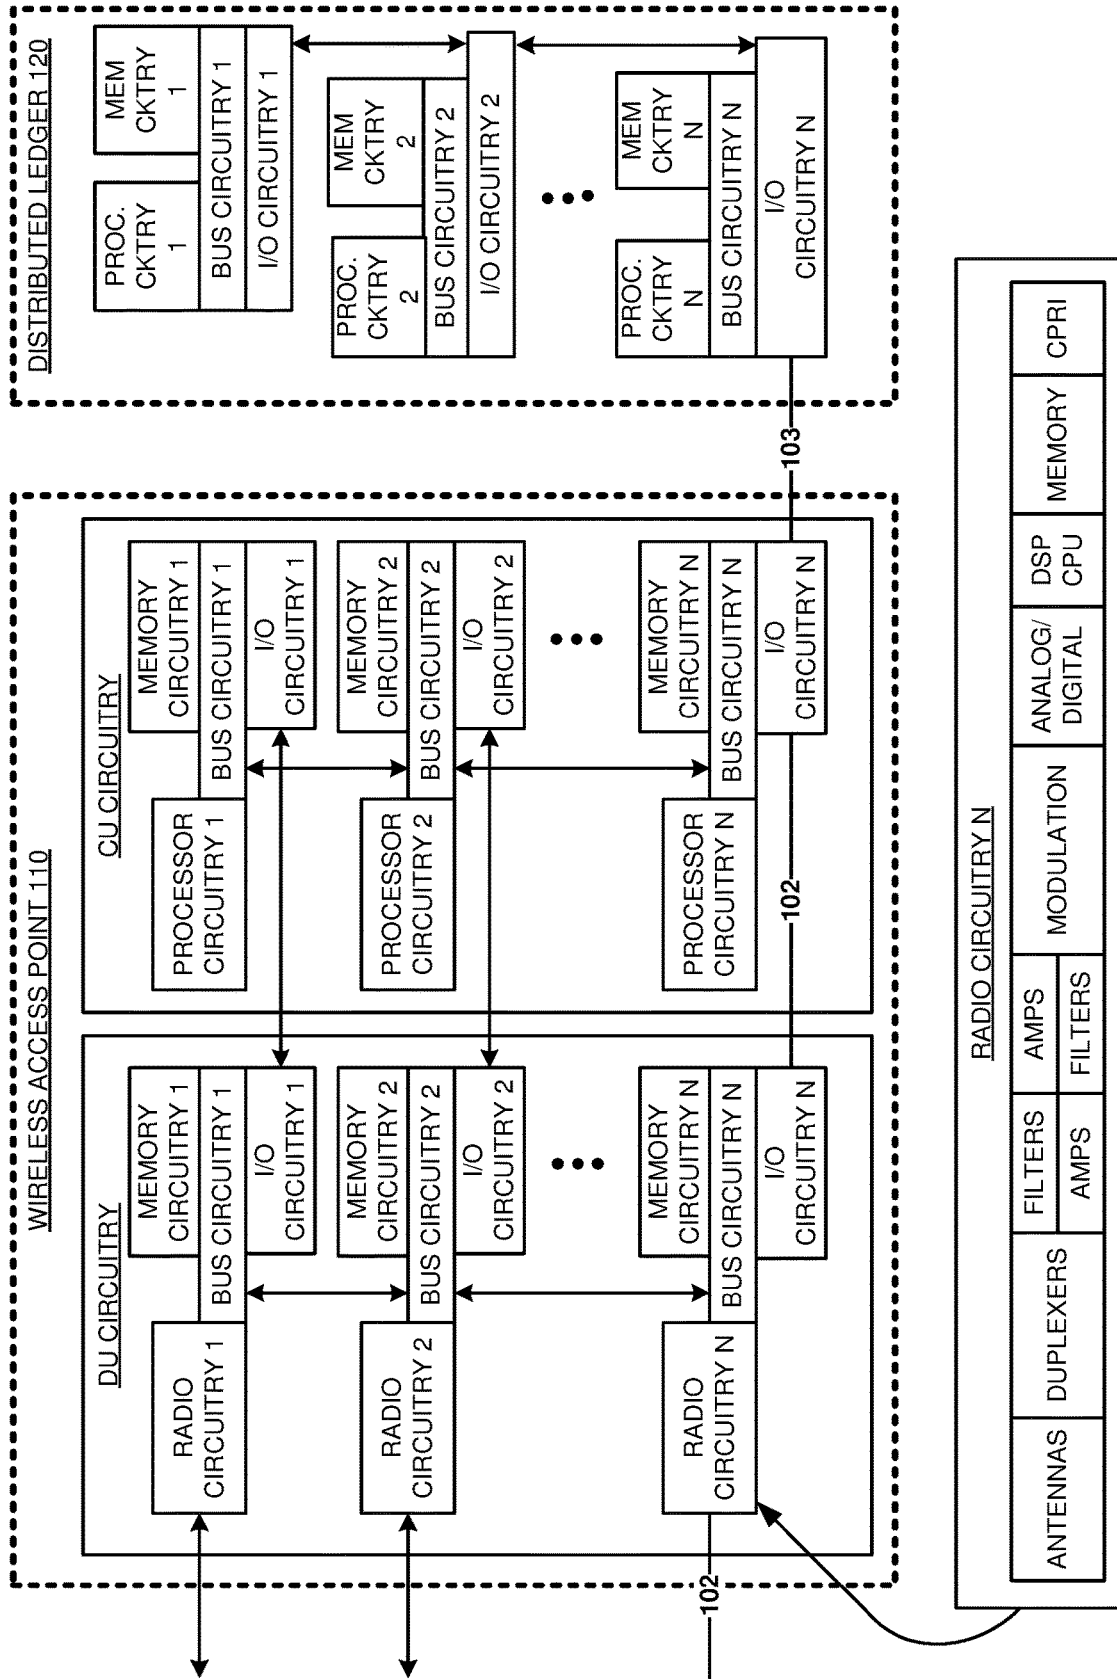 WIRELESS ACCESS POINT 110
DU CIRCUITRY
RADIO
CIRCUITRY 1
MEMORY
CIRCUITRY 1
BUS CIRCUITRY 1
I/O
CIRCUITRY 1
RADIO
CIRCUITRY 2
MEMORY
CIRCUITRY 2
BUS CIRCUITRY 2
I/O
CIRCUITRY 2
RADIO
CIRCUITRY N
MEMORY
CIRCUITRY N
BUS CIRCUITRY N
I/O
CIRCUITRY N
102
CU CIRCUITRY
PROCESSOR
CIRCUITRY 1
MEMORY
CIRCUITRY 1
BUS CIRCUITRY 1
I/O
CIRCUITRY 1
PROCESSOR
CIRCUITRY 2
MEMORY
CIRCUITRY 2
BUS CIRCUITRY 2
I/O
CIRCUITRY 2
PROCESSOR
CIRCUITRY N
MEMORY
CIRCUITRY N
BUS CIRCUITRY N
I/O
CIRCUITRY N
102
103
DISTRIBUTED LEDGER 120
PROC.
CKTRY
1
MEM
CKTRY
1
BUS CIRCUITRY 1
I/O CIRCUITRY 1
PROC.
CKTRY
2
MEM
CKTRY
2
BUS CIRCUITRY 2
I/O CIRCUITRY 2
PROC.
CKTRY
N
MEM
CKTRY
N
BUS CIRCUITRY N
I/O
CIRCUITRY N
RADIO CIRCUITRY N
ANTENNAS
DUPLEXERS
FILTERS
AMPS
AMPS
FILTERS
MODULATION
ANALOG/
DIGITAL
DSP
CPU
MEMORY
CPRI